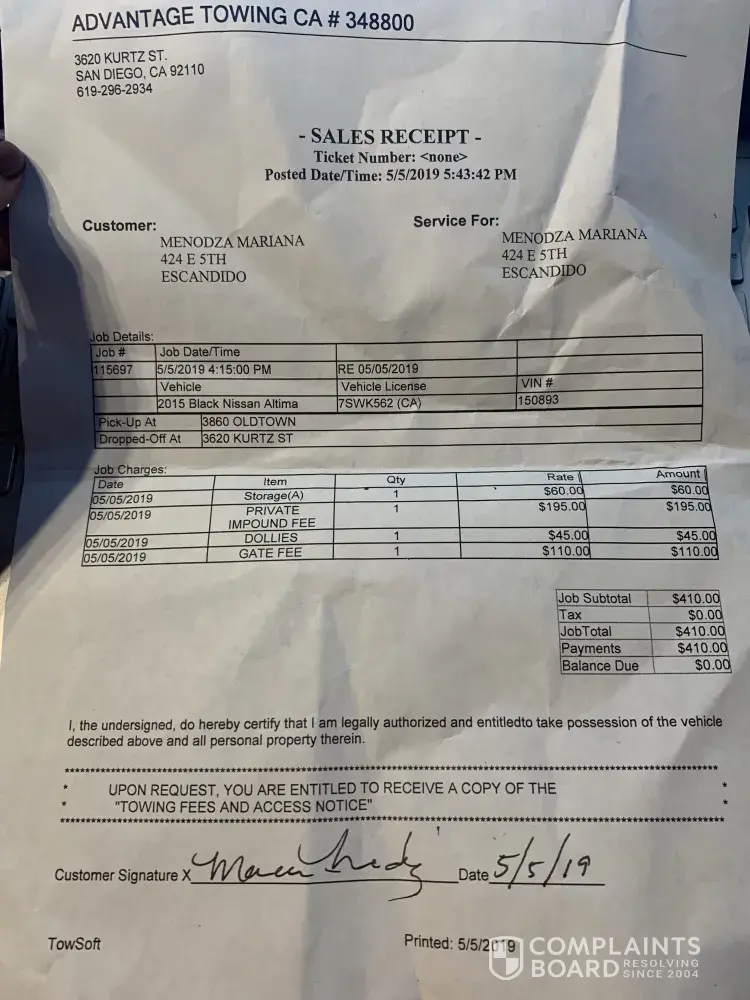 ADVANTAGE TOWING CA # 348800
3620 KURTZ ST.
SAN DIEGO, CA 92110
619-296-2934
- SALES RECEIPT -
Ticket Number: <none>
Posted Date/Time: 5/5/2019 5:43:42 PM
Customer: Service For:
MENODZA MARIANA MENODZA MARIANA
424 E 5TH 424 E 5TH
ESCANDIDO ESCANDIDO
Job Details:
Job # Job Date/Time
115697 5/5/2019 4:15:00 PM RE 05/05/2019
Vehicle Vehicle License VIN #
2015 Black Nissan Altima 7SWK562 (CA) 150893
Pick-Up At 3860 OLDTOWN
Dropped-Off At 3620 KURTZ ST
Job Charges:
Date Item Qty Rate Amount
05/05/2019 Storage(A) 1 $60.00 $60.00
05/05/2019 PRIVATE IMPOUND FEE 1 $195.00 $195.00
05/05/2019 DOLLIES 1 $45.00 $45.00
05/05/2019 GATE FEE 1 $110.00 $110.00
Job Subtotal $410.00
Tax $0.00
JobTotal $410.00
Payments $410.00
Balance Due $0.00
I, the undersigned, do hereby certify that I am legally authorized and entitledto take possession of the vehicle
described above and all personal property therein.
* UPON REQUEST, YOU ARE ENTITLED TO RECEIVE A COPY OF THE *
* "TOWING FEES AND ACCESS NOTICE" *
Customer Signature X Date 5/5/19
TowSoft Printed: 5/5/2019
COMPLAINTS
BOARD RESOLVING SINCE 2004